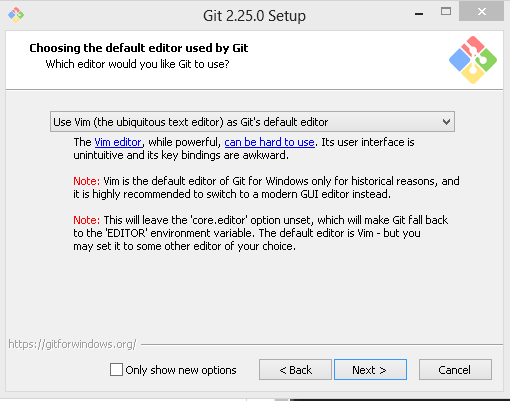 Git 2.25.0 Setup
Choosing the default editor used by Git
Which editor would you like Git to use?
Use Vim (the ubiquitous text editor) as Git's default editor
The Vim editor, while powerful, can be hard to use. Its user interface is
unintuitive and its key bindings are awkward.
Note: Vim is the default editor of Git for Windows only for historical reasons, and
it is highly recommended to switch to a modern GUI editor instead.
Note: This will leave the 'core.editor' option unset, which will make Git fall back
to the 'EDITOR' environment variable. The default editor is Vim - but you
may set it to some other editor of your choice.
https://gitforwindows.org/
Only show new options
< Back
Next >
Cancel